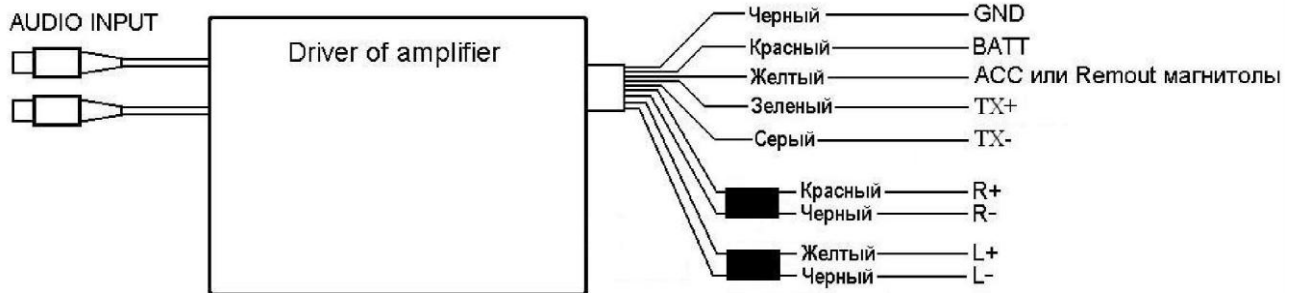 AUDIO INPUT
Driver of amplifier
Черный GND
Красный BATT
Желтый ACC или Remout магнитолы
Зеленый TX+
Серый TX-
Красный R+
Черный R-
Желтый L+
Черный L-